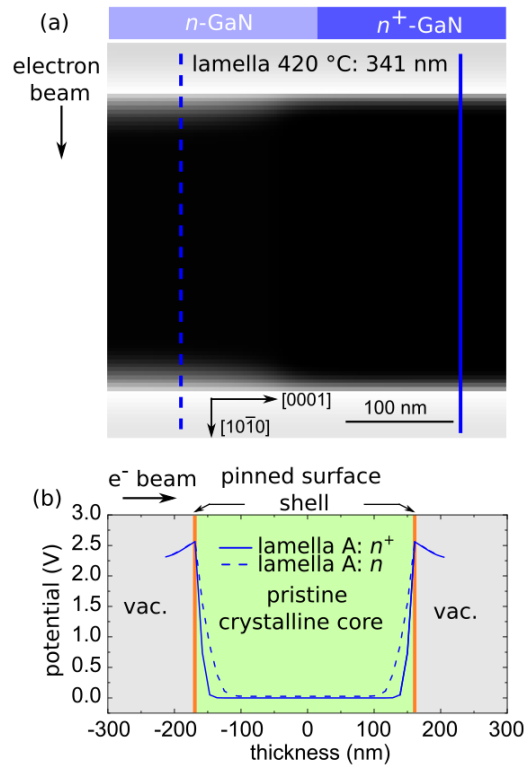 (a)
n-GaN
n⁺-GaN
electron
beam
lamella 420 °C: 341 nm
[0001]
[101̅0]
100 nm
(b)
e⁻ beam
pinned surface
shell
potential (V)
3.0
2.5
2.0
1.5
1.0
0.5
0.0
lamella A: n⁺
lamella A: n
vac.
pristine
crystalline core
vac.
-300 -200 -100 0 100 200 300
thickness (nm)